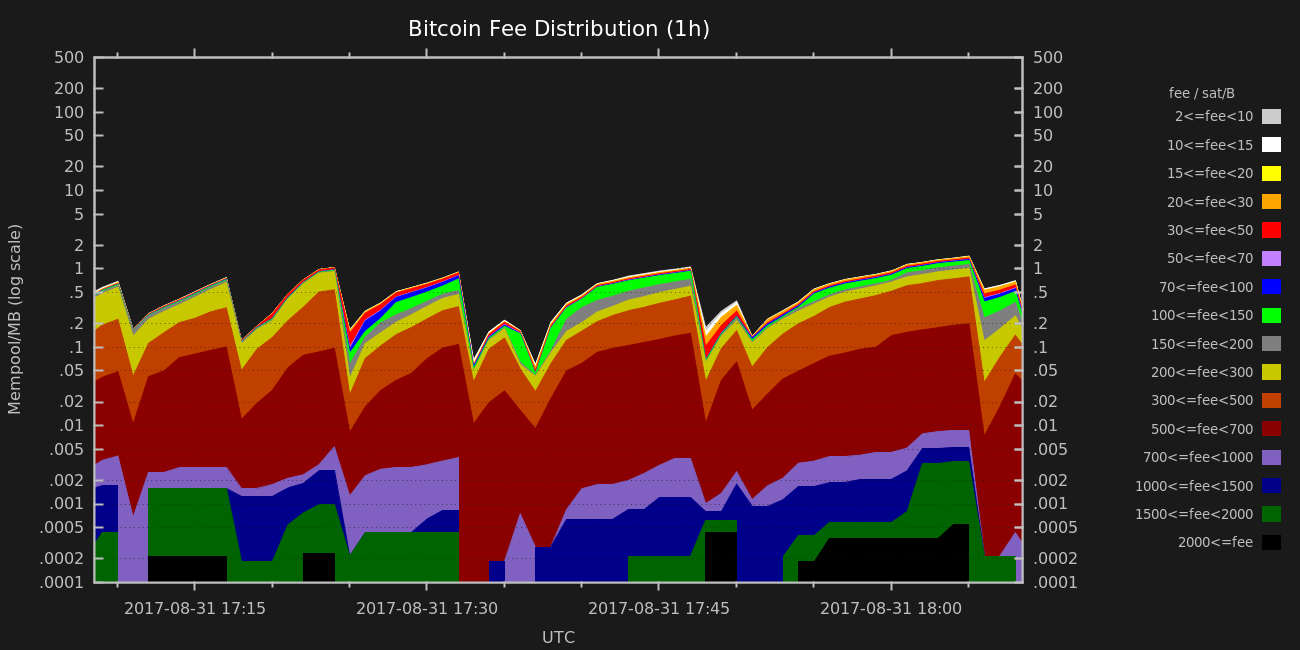 Bitcoin Fee Distribution (1h)
500
200
100
50
20
10
5
2
1
.5
.2
.1
.05
.02
.01
.005
.002
.001
.0005
.0002
.0001
Mempool/MB (log scale)
500
200
100
50
20
10
5
2
1
.5
.2
.1
.05
.02
.01
.005
.002
.001
.0005
.0002
.0001
2017-08-31 17:15 2017-08-31 17:30 2017-08-31 17:45 2017-08-31 18:00
UTC
fee / sat/B
2<=fee<10
10<=fee<15
15<=fee<20
20<=fee<30
30<=fee<50
50<=fee<70
70<=fee<100
100<=fee<150
150<=fee<200
200<=fee<300
300<=fee<500
500<=fee<700
700<=fee<1000
1000<=fee<1500
1500<=fee<2000
2000<=fee